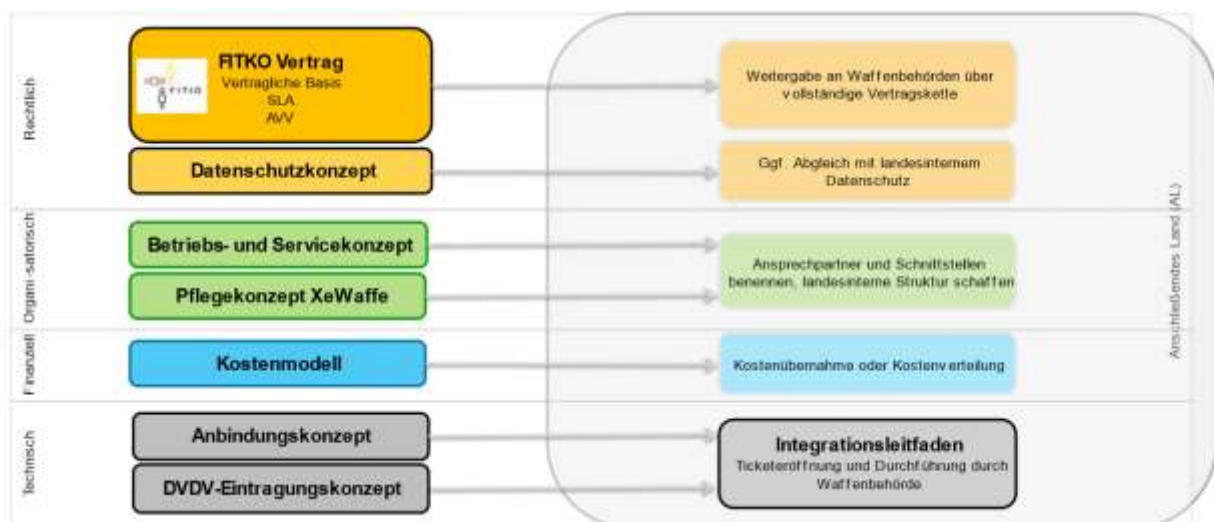 Rechtlich
FITKO Vertrag
Vertragliche Basis
SLA
AVV
FITKO
Weitergabe an Waffenbehörden über
vollständige Vertragskette
Datenschutzkonzept
Ggf. Abgleich mit landesinternem
Datenschutz
Organi-satorisch
Betriebs- und Servicekonzept
Pflegekonzept XeWaffe
Ansprechpartner und Schnittstellen
benennen, landesinterne Struktur schaffen
Finanziell
Kostenmodell
Kostenübernahme oder Kostenverteilung
Technisch
Anbindungskonzept
DVDV-Eintragungskonzept
Integrationsleitfaden
Ticketeröffnung und Durchführung durch
Waffenbehörde
Anschließendes Land (AL)